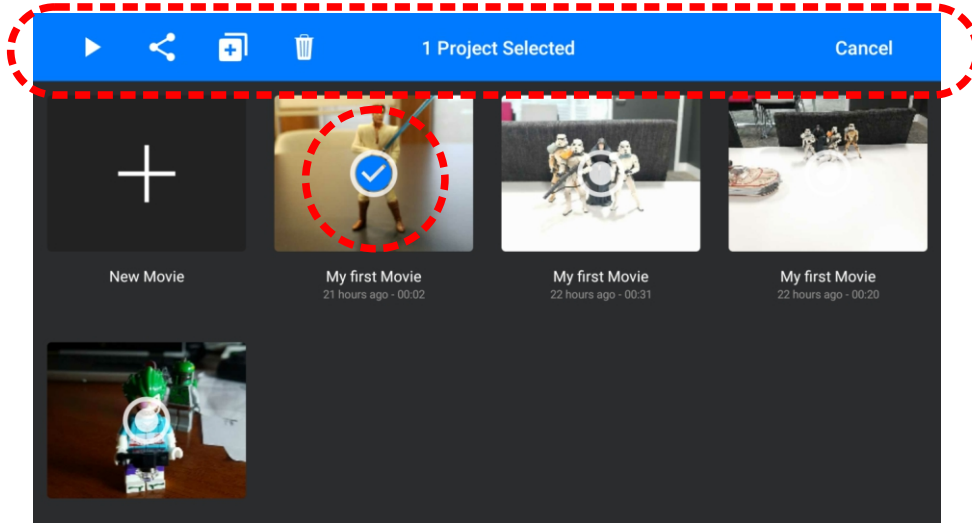 1 Project Selected
Cancel
New Movie
My first Movie
21 hours ago - 00:02
My first Movie
22 hours ago - 00:31
My first Movie
22 hours ago - 00:20